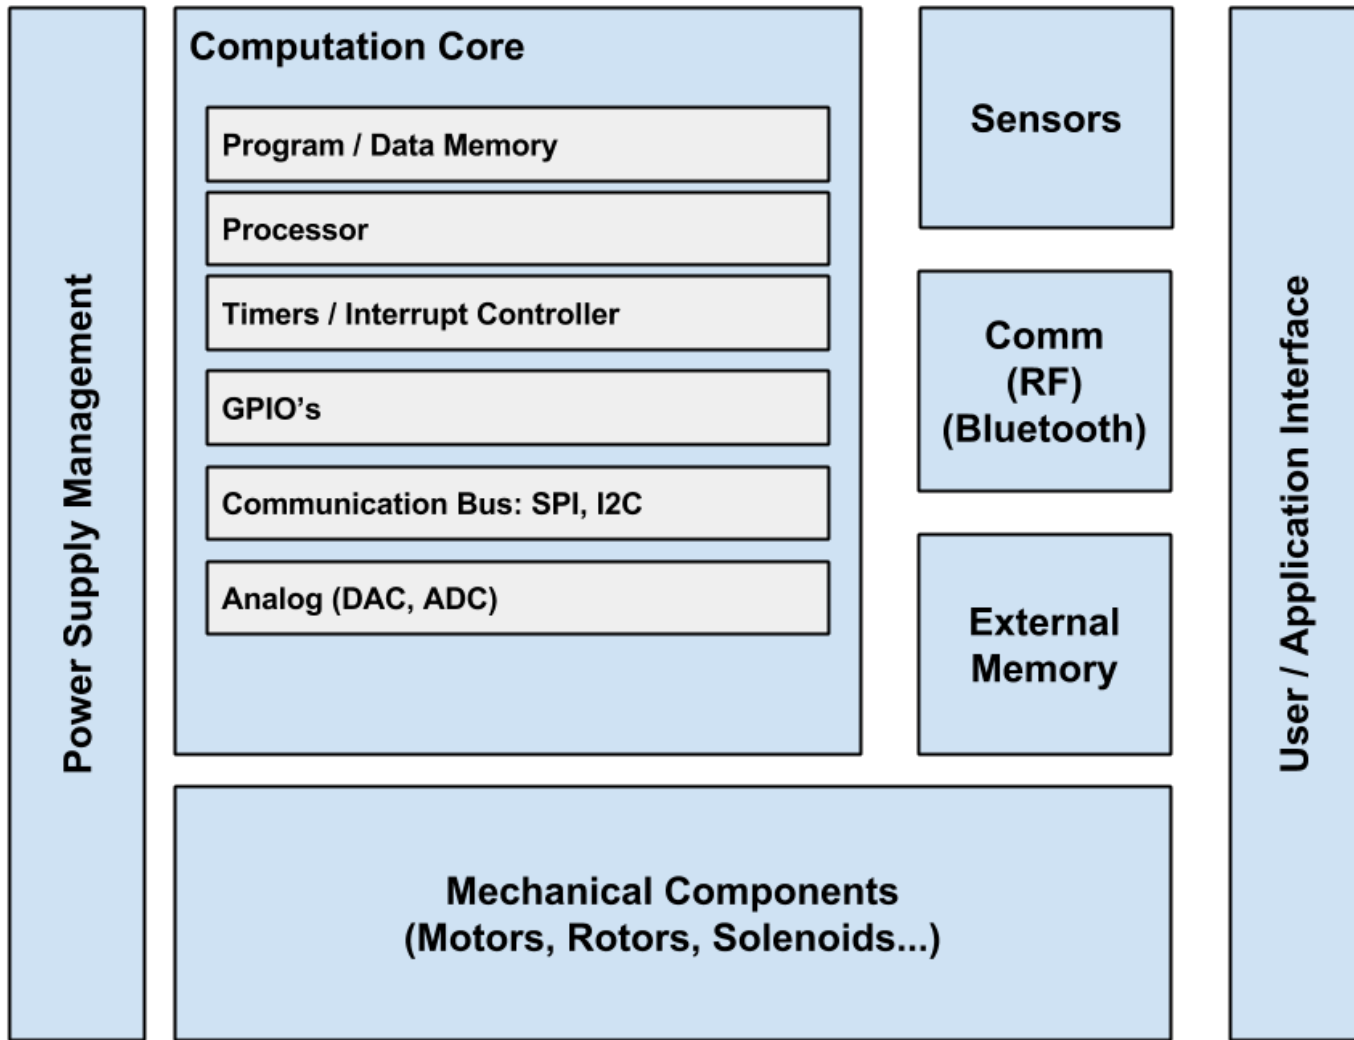 Power Supply Management
Computation Core
Program / Data Memory
Processor
Timers / Interrupt Controller
GPIO's
Communication Bus: SPI, I2C
Analog (DAC, ADC)
Sensors
Comm
(RF)
(Bluetooth)
External
Memory
Mechanical Components
(Motors, Rotors, Solenoids...)
User / Application Interface